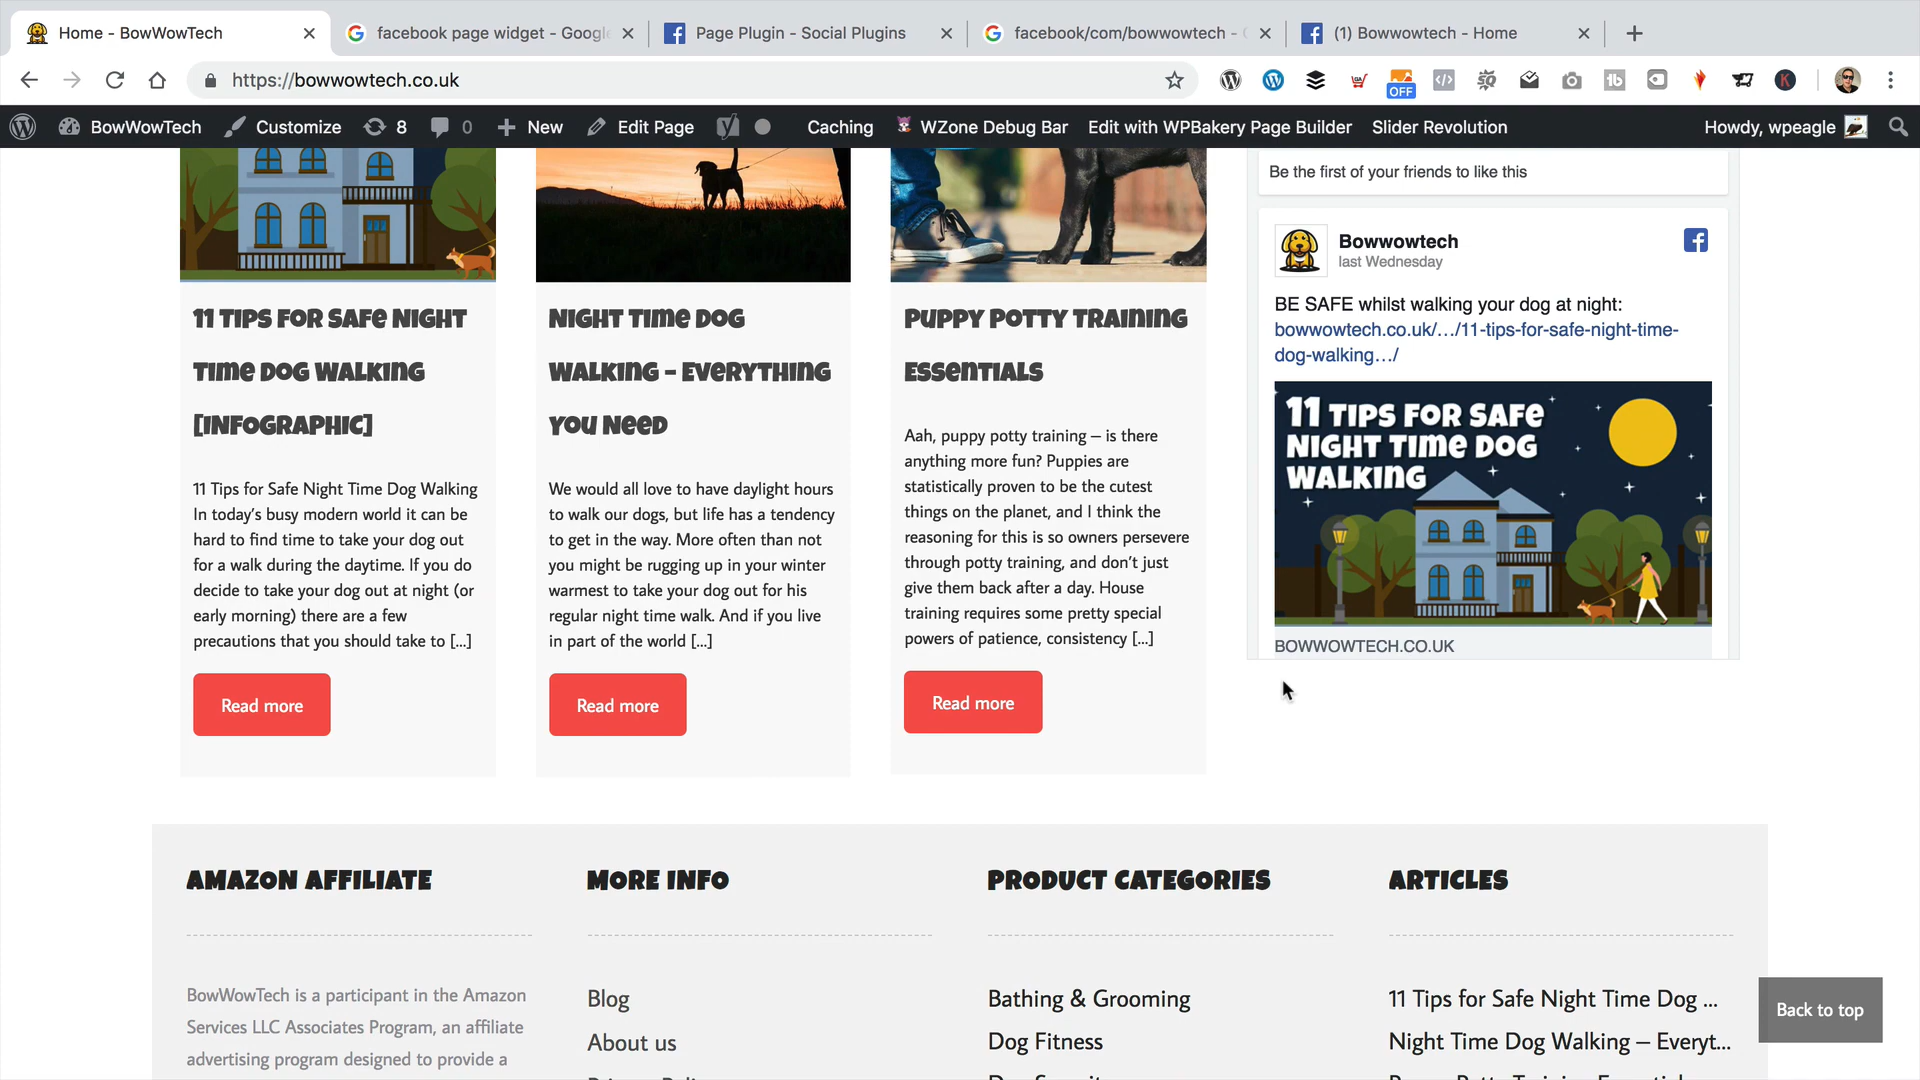 Home - BowWowTech
facebook page widget - Googl
Page Plugin - Social Plugins
facebook/com/bowwowtech -
(1) Bowwowtech - Home
https://bowwowtech.co.uk
OFF
BowWowTech
Customize
8
0
New
Edit Page
Caching
WZone Debug Bar
Edit with WPBakery Page Builder
Slider Revolution
Howdy, wpeagle
11 Tips for Safe Night
Time Dog Walking
[Infographic]
11 Tips for Safe Night Time Dog Walking
In today's busy modern world it can be
hard to find time to take your dog out
for a walk during the daytime. If you do
decide to take your dog out at night (or
early morning) there are a few
precautions that you should take to [...]
Read more
Night Time Dog
Walking – Everything
You Need
We would all love to have daylight hours
to walk our dogs, but life has a tendency
to get in the way. More often than not
you might be rugging up in your winter
warmest to take your dog out for his
regular night time walk. And if you live
in part of the world [...]
Read more
Puppy Potty Training
Essentials
Aah, puppy potty training – is there
anything more fun? Puppies are
statistically proven to be the cutest
things on the planet, and I think the
reasoning for this is so owners persevere
through potty training, and don't just
give them back after a day. House
training requires some pretty special
powers of patience, consistency [...]
Read more
Be the first of your friends to like this
Bowwowtech
last Wednesday
BE SAFE whilst walking your dog at night:
bowwowtech.co.uk/…/11-tips-for-safe-night-time-
dog-walking…/
11 Tips for Safe
Night Time Dog
Walking
BOWWOWTECH.CO.UK
AMAZON AFFILIATE
BowWowTech is a participant in the Amazon
Services LLC Associates Program, an affiliate
advertising program designed to provide a
MORE INFO
Blog
About us
PRODUCT CATEGORIES
Bathing & Grooming
Dog Fitness
ARTICLES
11 Tips for Safe Night Time Dog ...
Night Time Dog Walking – Everyt...
Back to top